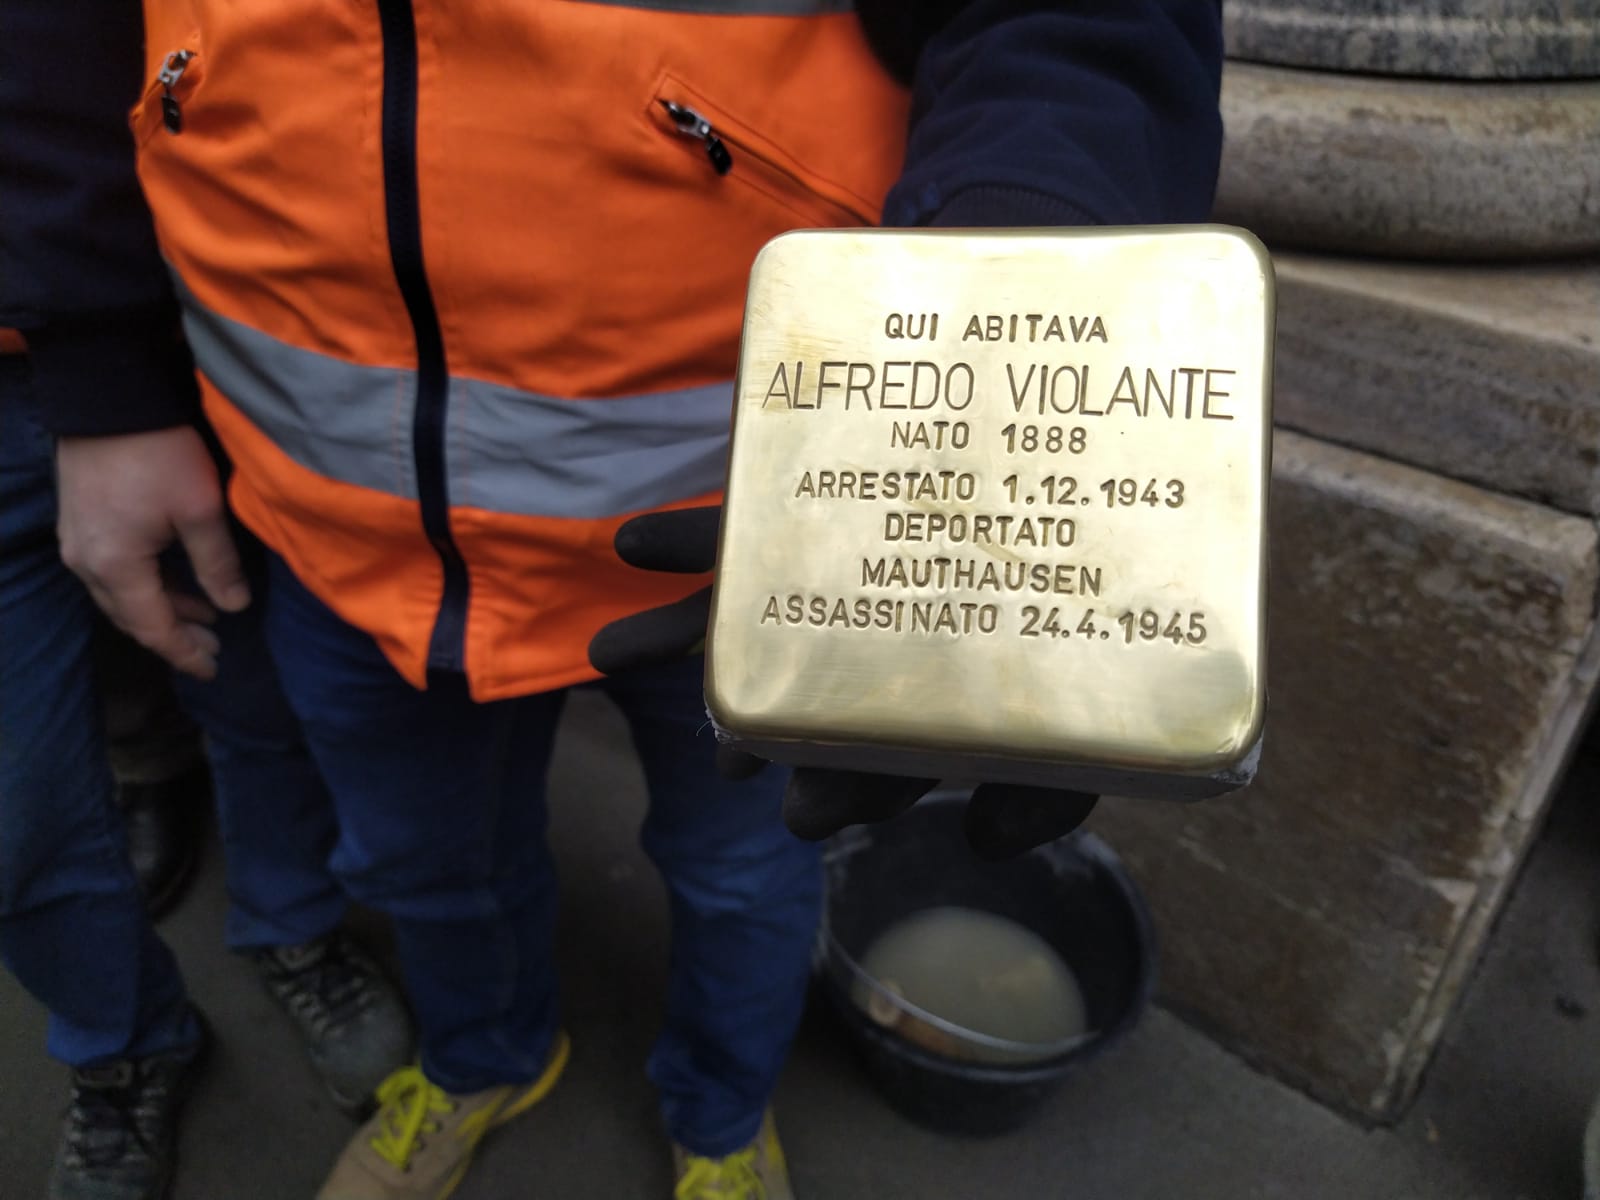 QUI ABITAVA
ALFREDO VIOLANTE
NATO 1888
ARRESTATO 1.12.1943
DEPORTATO
MAUTHAUSEN
ASSASSINATO 24.4.1945